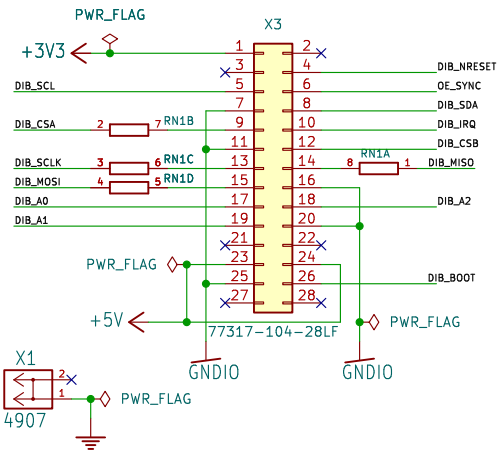 PWR_FLAG
X3
+3V3
1 2
3 4 DIB_NRESET
DIB_SCL 5 6 OE_SYNC
7 8 DIB_SDA
DIB_CSA 2 7 RN1B 9 10 DIB_IRQ
11 12 DIB_CSB
RN1A
DIB_SCLK 3 6 RN1C 13 14 8 1 DIB_MISO
DIB_MOSI 4 5 RN1D 15 16
DIB_A0 17 18 DIB_A2
DIB_A1 19 20
21 22
PWR_FLAG 23 24
25 26 DIB_BOOT
27 28
+5V PWR_FLAG
77317-104-28LF
GNDIO GNDIO
X1
2
1 PWR_FLAG
4907